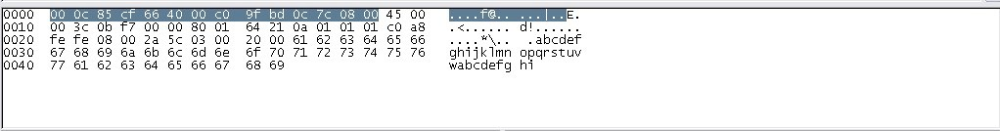 0000 00 0c 85 cf 66 40 00 c0 9f bd 0c 7c 08 00 45 00 ....f@.. ...|..E.
0010 00 3c 0b f7 00 00 80 01 64 21 0a 01 01 01 c0 a8 .<...... d!......
0020 fe fe 08 00 2a 5c 03 00 20 00 61 62 63 64 65 66 ....*\.. .abcdef
0030 67 68 69 6a 6b 6c 6d 6e 6f 70 71 72 73 74 75 76 ghijklmn opqrstuv
0040 77 61 62 63 64 65 66 67 68 69 wabcdefg hi